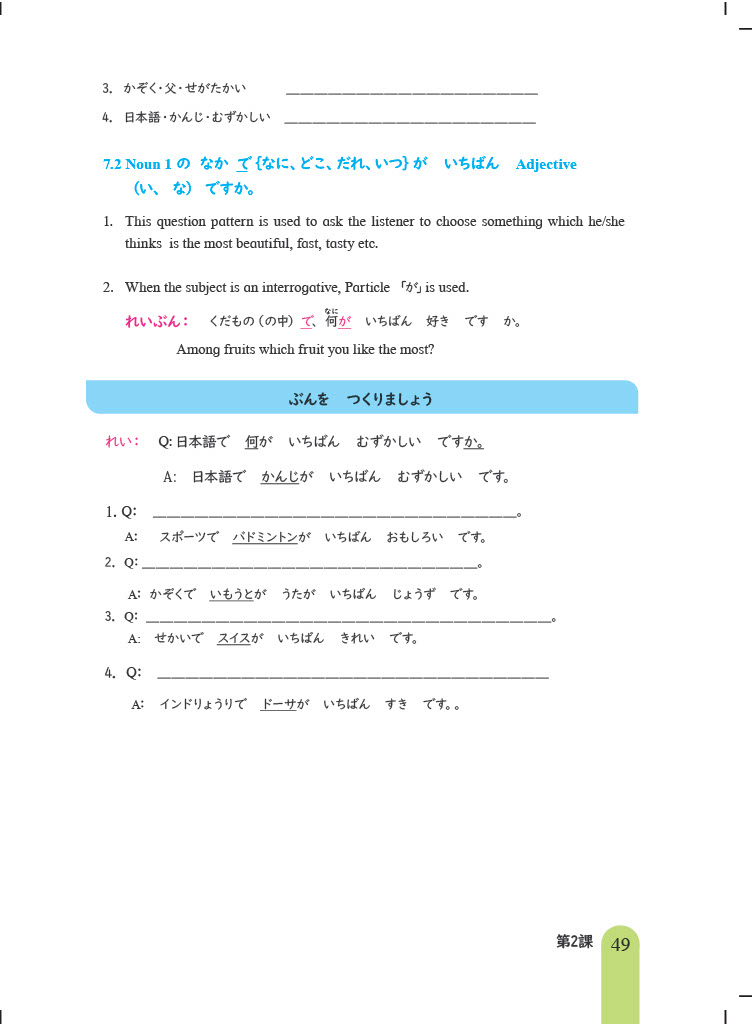 3. かぞく・父・せがたかい ____________________________________
4. 日本語・かんじ・むずかしい ____________________________________
7.2 Noun 1 の なか で {なに、どこ、だれ、いつ} が いちばん Adjective
（い、 な） ですか。
1. This question pattern is used to ask the listener to choose something which he/she
thinks is the most beautiful, fast, tasty etc.
2. When the subject is an interrogative, Particle 「が」 is used.
なに
れいぶん： くだもの（の中）で、何が いちばん 好き です か。
Among fruits which fruit you like the most?
ぶんを つくりましょう
れい： Q: 日本語で 何が いちばん むずかしい ですか。
A: 日本語で かんじが いちばん むずかしい です。
1. Q: ____________________________________________________。
A: スポーツで バドミントンが いちばん おもしろい です。
2. Q: ________________________________________________。
A: かぞくで いもうとが うたが いちばん じょうず です。
3. Q: __________________________________________________________。
A: せかいで スイスが いちばん きれい です。
4. Q: ________________________________________________________
A: インドりょうりで ドーサが いちばん すき です。。
第2課 49